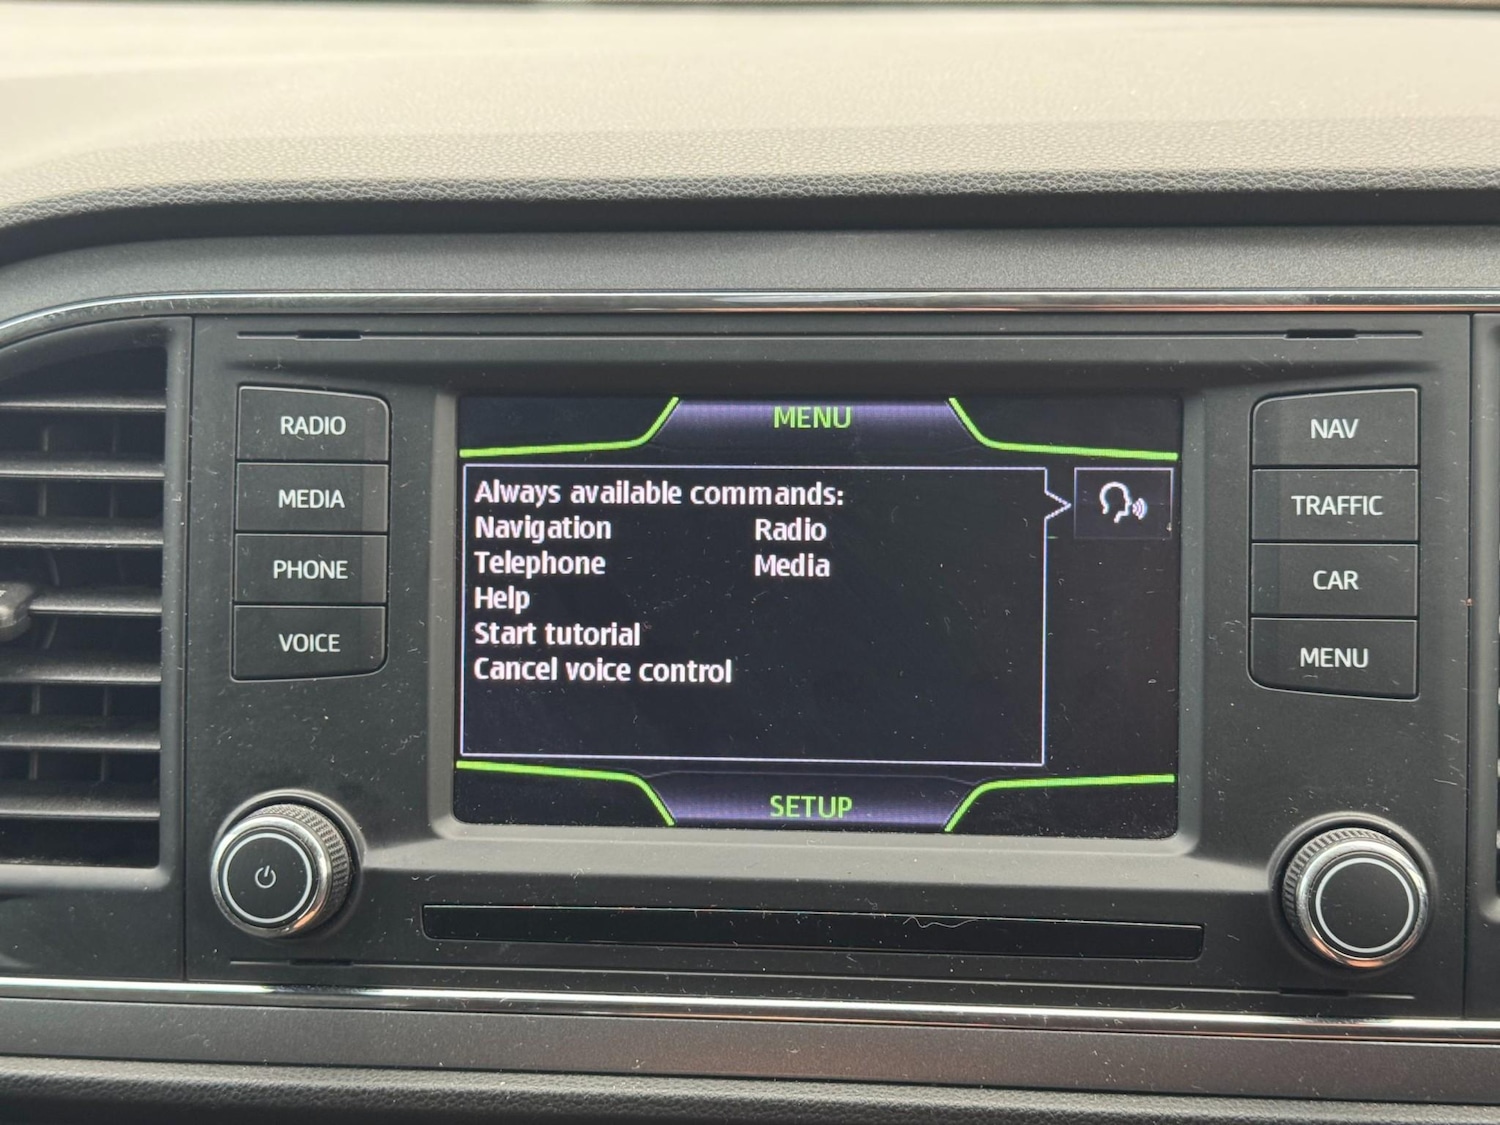 RADIO
MEDIA
PHONE
VOICE
MENU
Always available commands:
Navigation Radio
Telephone Media
Help
Start tutorial
Cancel voice control
SETUP
NAV
TRAFFIC
CAR
MENU